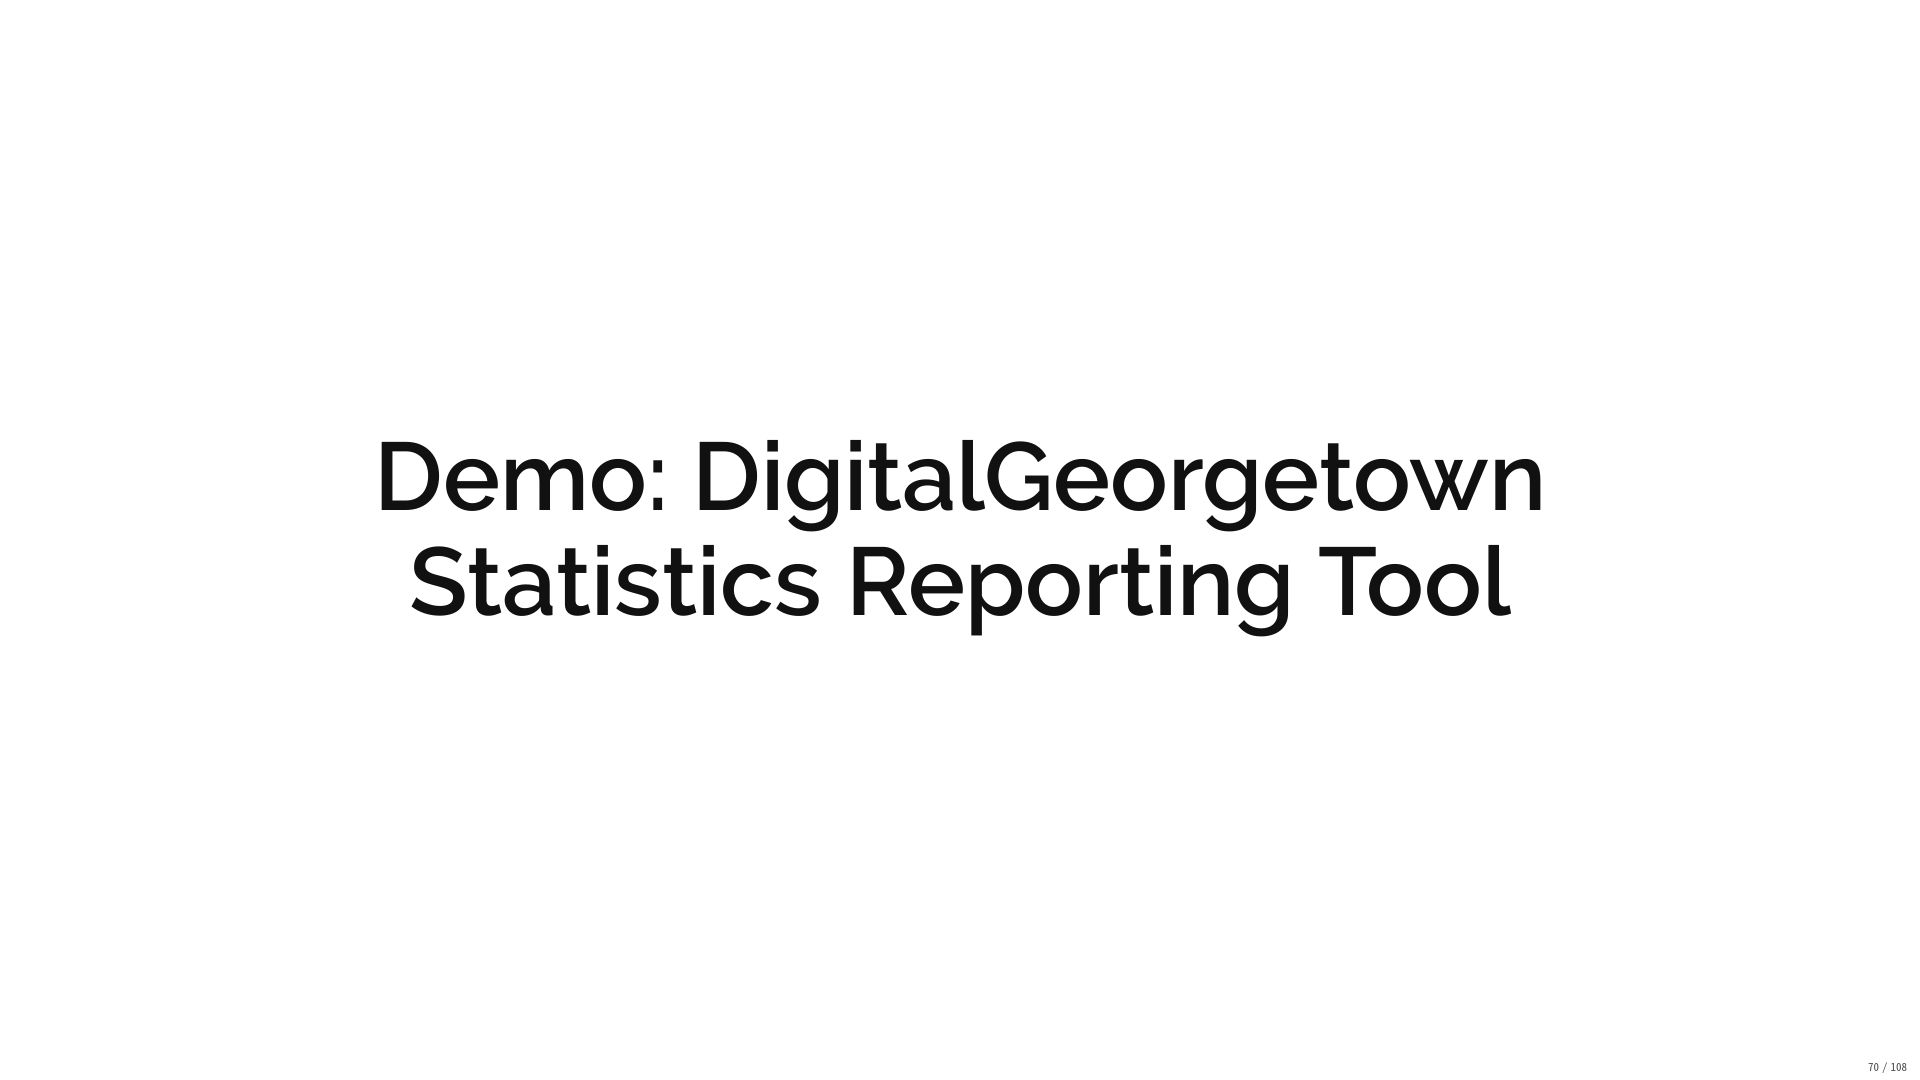 Demo: DigitalGeorgetown
Statistics Reporting Tool
70 / 108